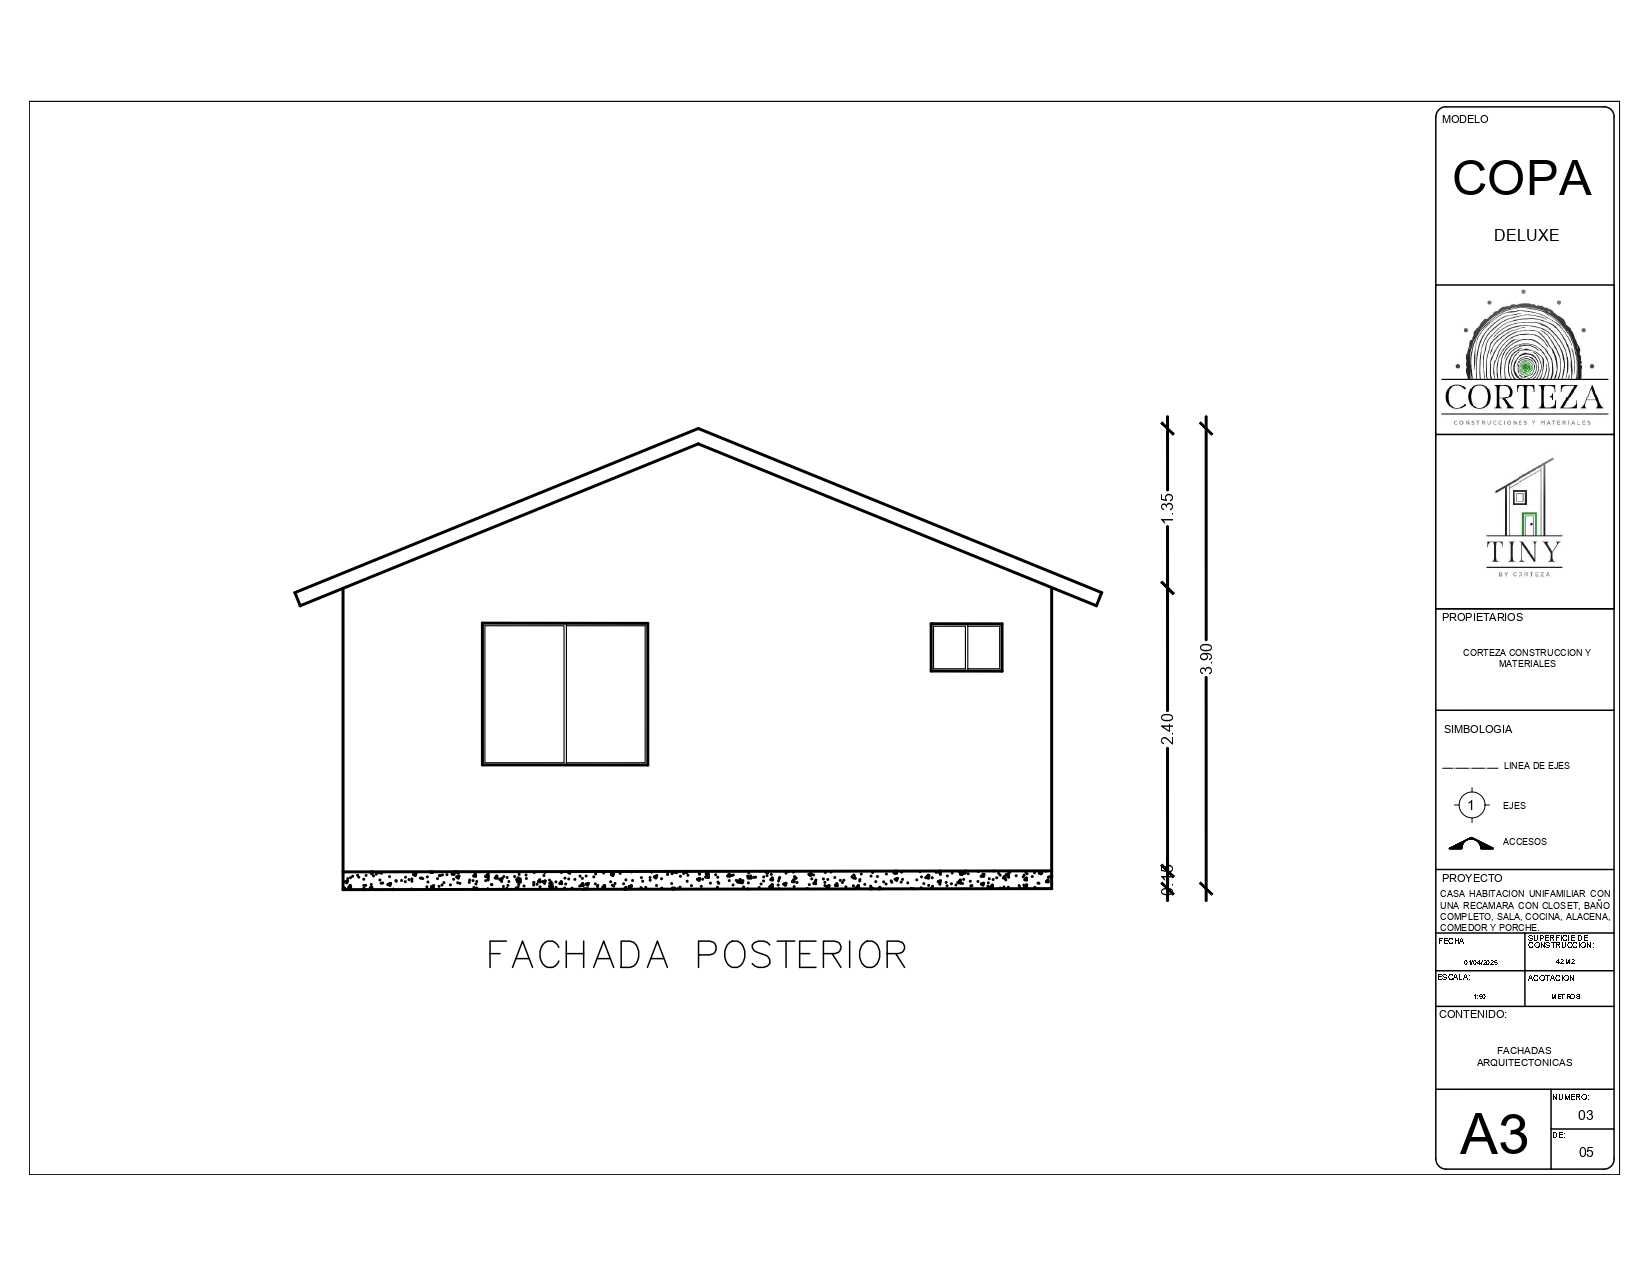 MODELO
COPA
DELUXE
CORTEZA
CONSTRUCCIONES Y MATERIALES
TINY
BY CORTEZA
PROPIETARIOS
CORTEZA CONSTRUCCION Y
MATERIALES
SIMBOLOGIA
LINEA DE EJES
1
EJES
ACCESOS
PROYECTO
CASA HABITACION UNIFAMILIAR CON
UNA RECAMARA CON CLOSET, BAÑO
COMPLETO, SALA, COCINA, ALACENA,
COMEDOR Y PORCHE.
FECHA
01/04/2025
SUPERFICIE DE
CONSTRUCCION:
42 M2
ESCALA:
ACOTACION
METROS
CONTENIDO:
FACHADAS
ARQUITECTONICAS
A3
NUMERO:
03
DE:
05
1.35
2.40
0.15
3.90
FACHADA POSTERIOR